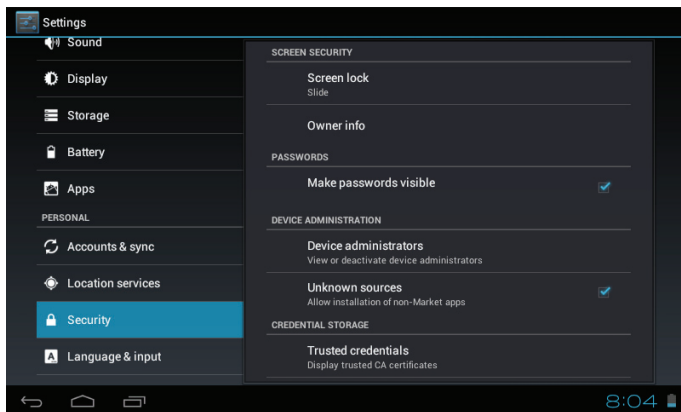 Settings
Sound
Display
Storage
Battery
Apps
PERSONAL
Accounts & sync
Location services
Security
A Language & input
SCREEN SECURITY
Screen lock
Slide
Owner info
PASSWORDS
Make passwords visible
DEVICE ADMINISTRATION
Device administrators
View or deactivate device administrators
Unknown sources
Allow installation of non-Market apps
CREDENTIAL STORAGE
Trusted credentials
Display trusted CA certificates
8:04